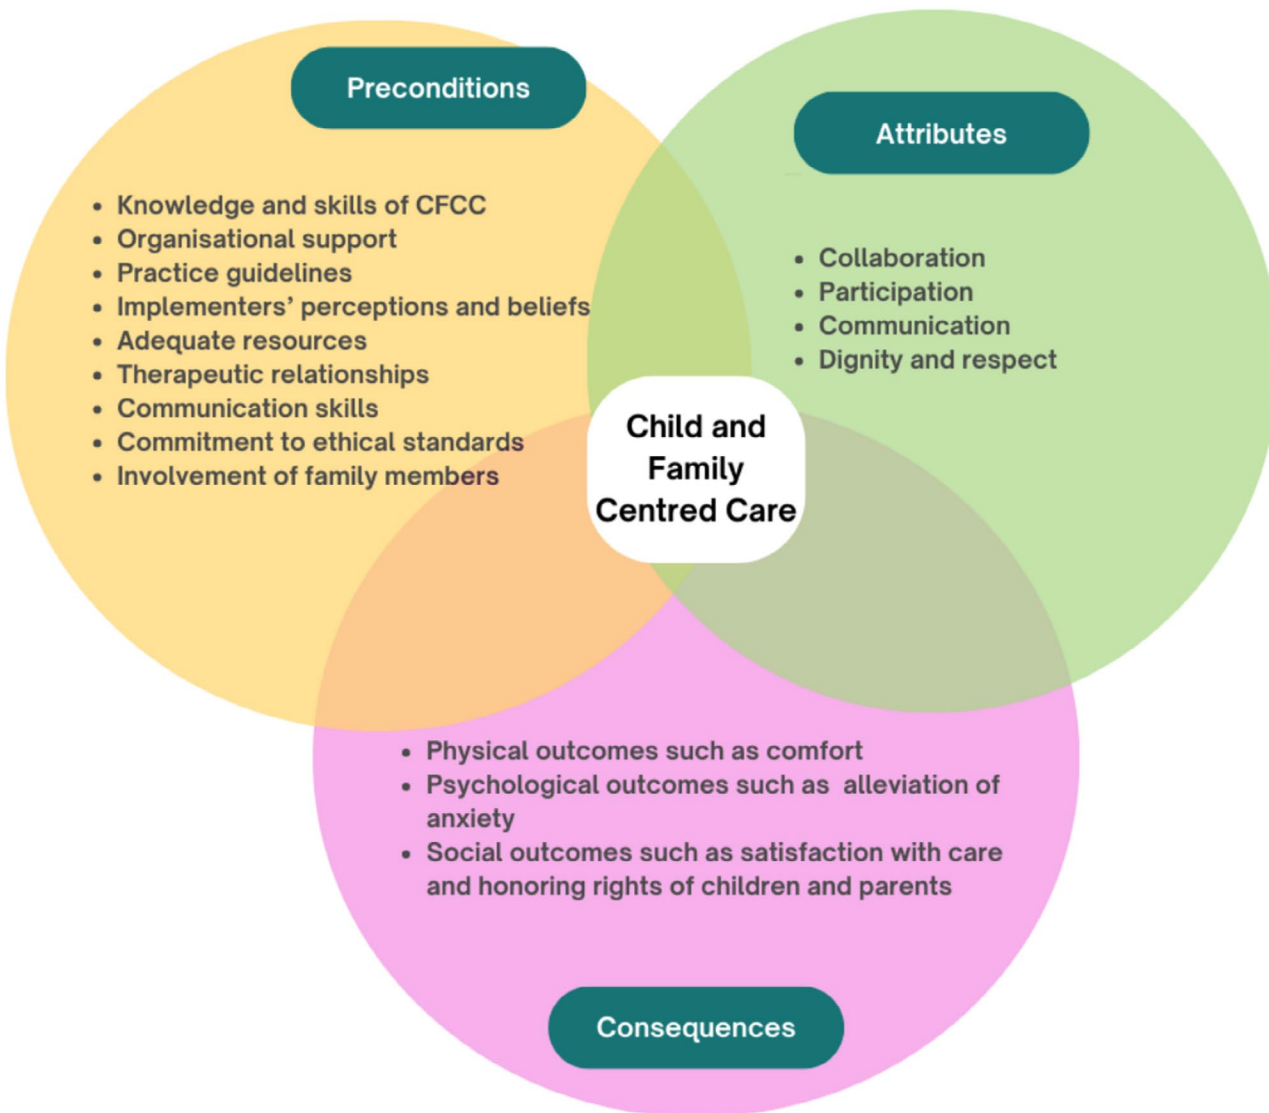 Preconditions
• Knowledge and skills of CFCC
• Organisational support
• Practice guidelines
• Implementers’ perceptions and beliefs
• Adequate resources
• Therapeutic relationships
• Communication skills
• Commitment to ethical standards
• Involvement of family members
Attributes
• Collaboration
• Participation
• Communication
• Dignity and respect
Child and
Family
Centred Care
• Physical outcomes such as comfort
• Psychological outcomes such as  alleviation of
anxiety
• Social outcomes such as satisfaction with care
and honoring rights of children and parents
Consequences